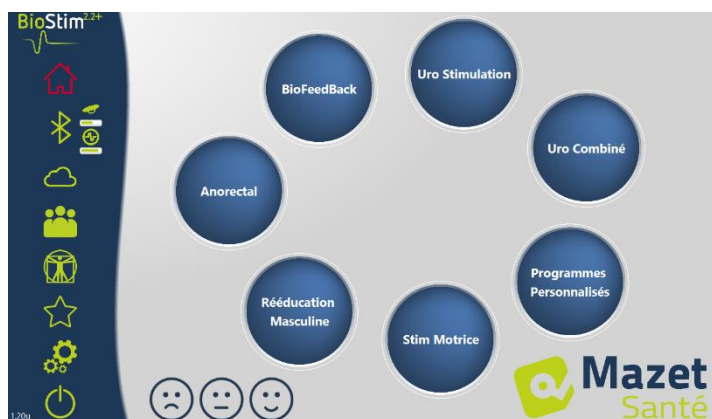 BioStim2.2+
BioFeedBack
Uro Stimulation
Uro Combiné
Anorectal
Programmes
Personnalisés
Rééducation
Masculine
Stim Motrice
Mazet
Santé
1.20u